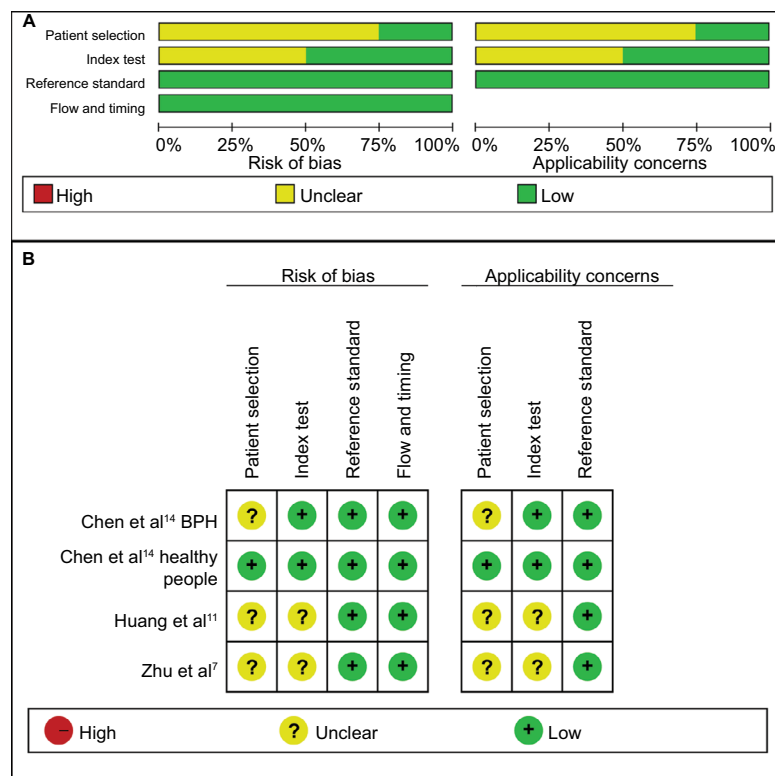 A
Patient selection
Index test
Reference standard
Flow and timing
0% 25% 50% 75% 100%
0% 25% 50% 75% 100%
Risk of bias
Applicability concerns
High Unclear Low
B
Risk of bias
Applicability concerns
Patient selection
Index test
Reference standard
Flow and timing
Patient selection
Index test
Reference standard
Chen et al¹⁴ BPH ? + + + ? + +
Chen et al¹⁴ healthy
people + + + + + + +
Huang et al¹¹ ? ? + + ? ? +
Zhu et al⁷ ? ? + + ? ? +
– High ? Unclear + Low